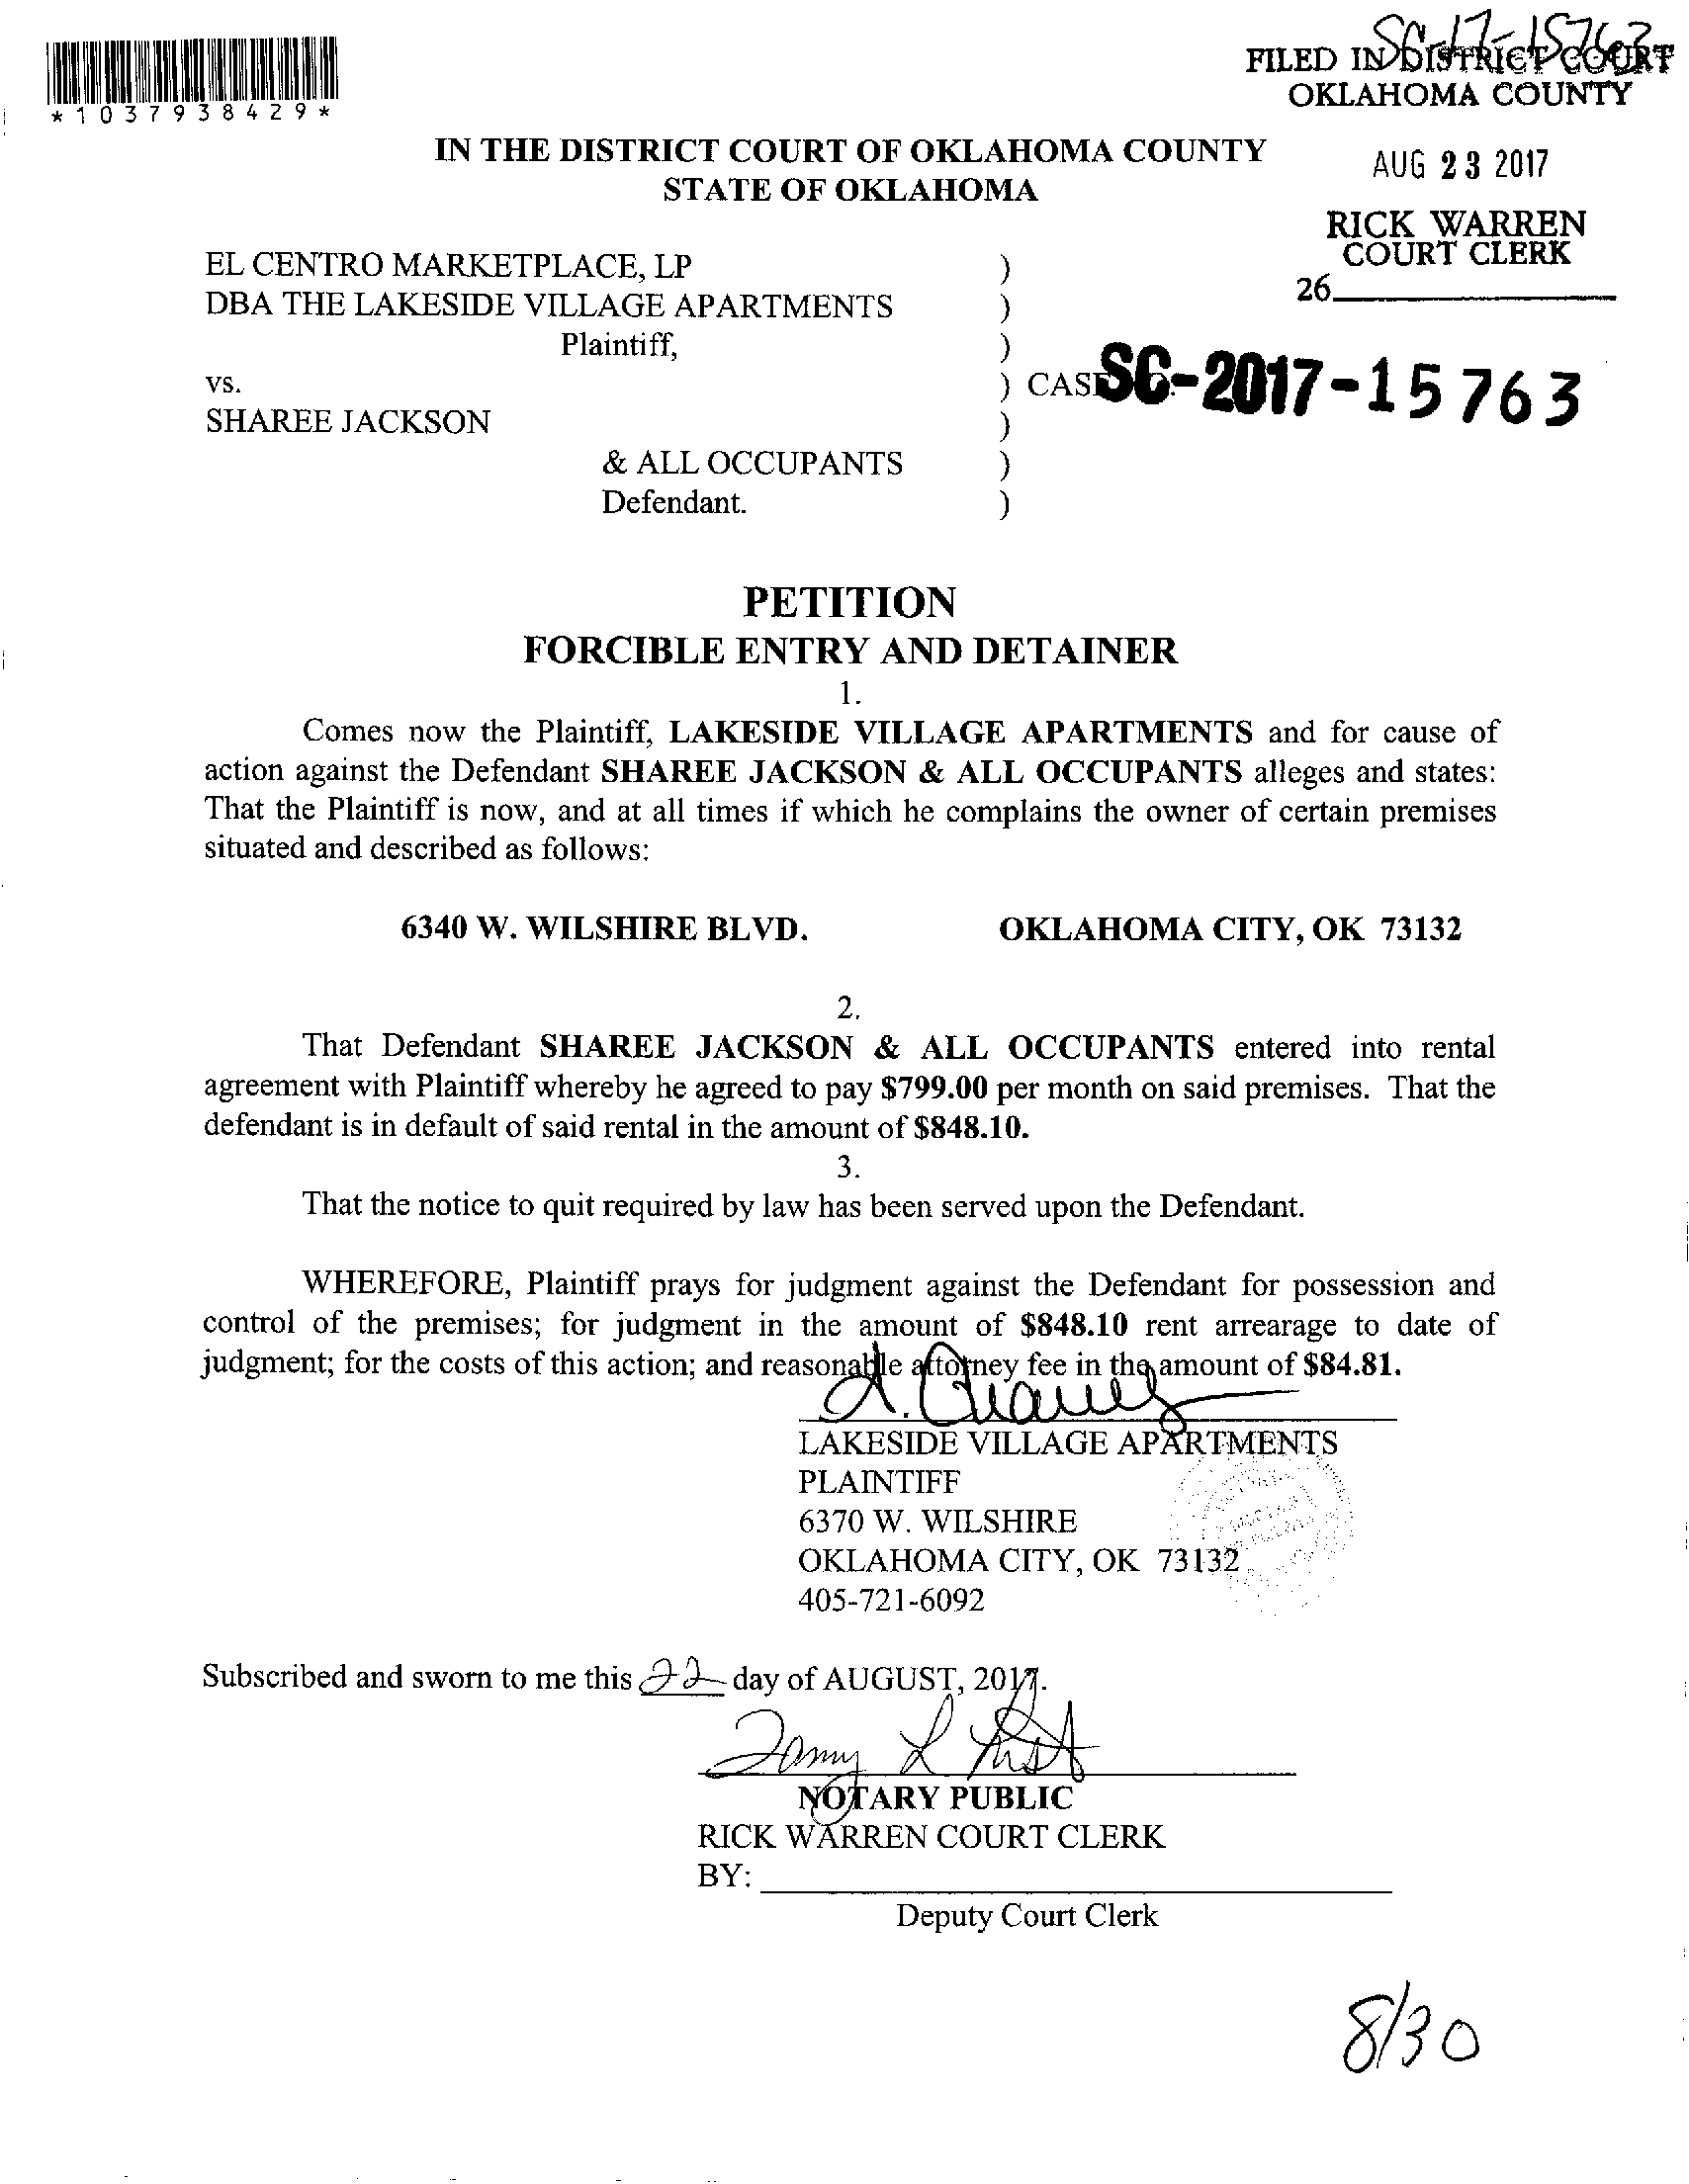 SC-17-15763
FILED IN DISTRICT COURT
OKLAHOMA COUNTY
*1037938429*
IN THE DISTRICT COURT OF OKLAHOMA COUNTY
STATE OF OKLAHOMA
AUG 23 2017
RICK WARREN
COURT CLERK
26
EL CENTRO MARKETPLACE, LP )
DBA THE LAKESIDE VILLAGE APARTMENTS )
Plaintiff, )
vs. ) CASE SC-2017-15763
SHAREE JACKSON )
& ALL OCCUPANTS )
Defendant. )
PETITION
FORCIBLE ENTRY AND DETAINER
1.
Comes now the Plaintiff, LAKESIDE VILLAGE APARTMENTS and for cause of
action against the Defendant SHAREE JACKSON & ALL OCCUPANTS alleges and states:
That the Plaintiff is now, and at all times if which he complains the owner of certain premises
situated and described as follows:
6340 W. WILSHIRE BLVD. OKLAHOMA CITY, OK 73132
2.
That Defendant SHAREE JACKSON & ALL OCCUPANTS entered into rental
agreement with Plaintiff whereby he agreed to pay $799.00 per month on said premises. That the
defendant is in default of said rental in the amount of $848.10.
3.
That the notice to quit required by law has been served upon the Defendant.
WHEREFORE, Plaintiff prays for judgment against the Defendant for possession and
control of the premises; for judgment in the amount of $848.10 rent arrearage to date of
judgment; for the costs of this action; and reasonable attorney fee in the amount of $84.81.
LAKESIDE VILLAGE APARTMENTS
PLAINTIFF
6370 W. WILSHIRE
OKLAHOMA CITY, OK 73132
405-721-6092
Subscribed and sworn to me this 22 day of AUGUST, 2017.
NOTARY PUBLIC
RICK WARREN COURT CLERK
BY:
Deputy Court Clerk
8/30